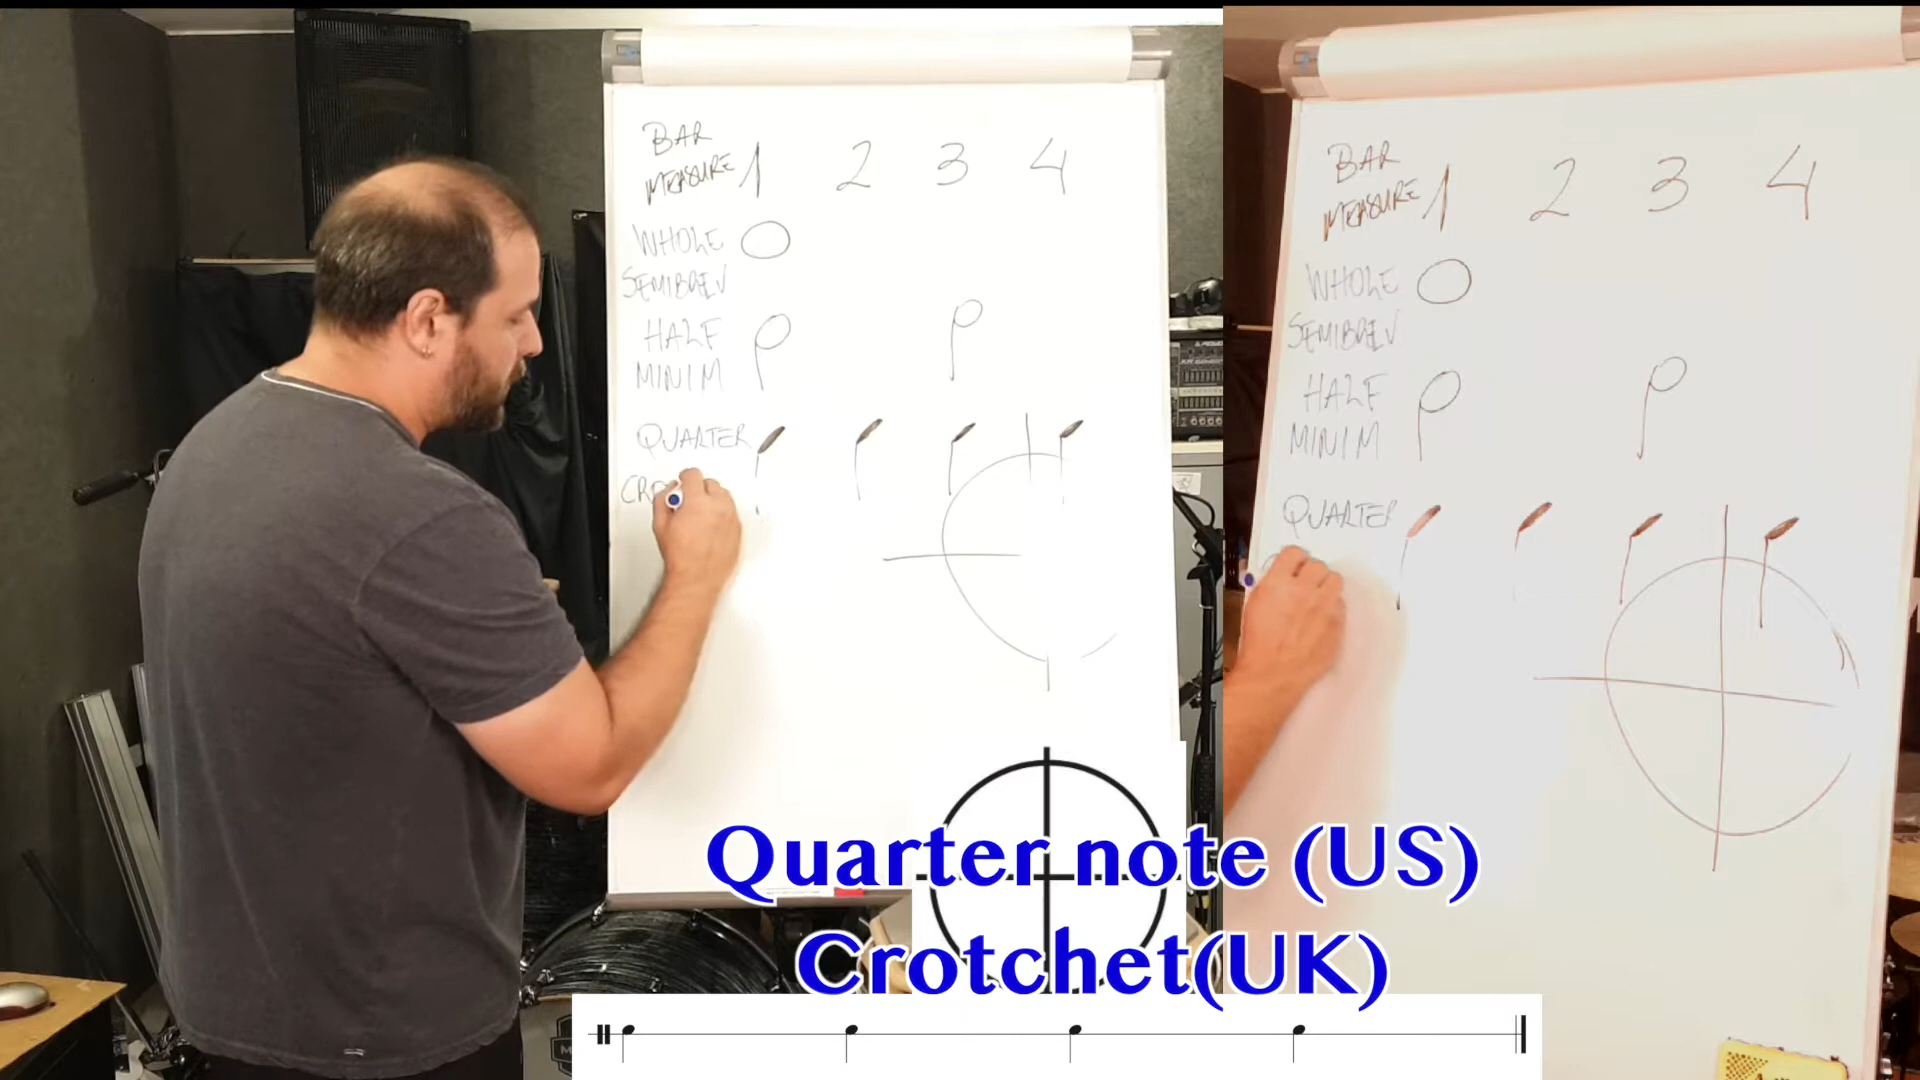 BAR
MEASURE 1 2 3 4
WHOLE
SEMIBREV
HALF
MINIM
QUARTER
BAR
MEASURE 1 2 3 4
WHOLE
SEMIBREV
HALF
MINIM
QUARTER
Quarter note (US)
Crotchet(UK)